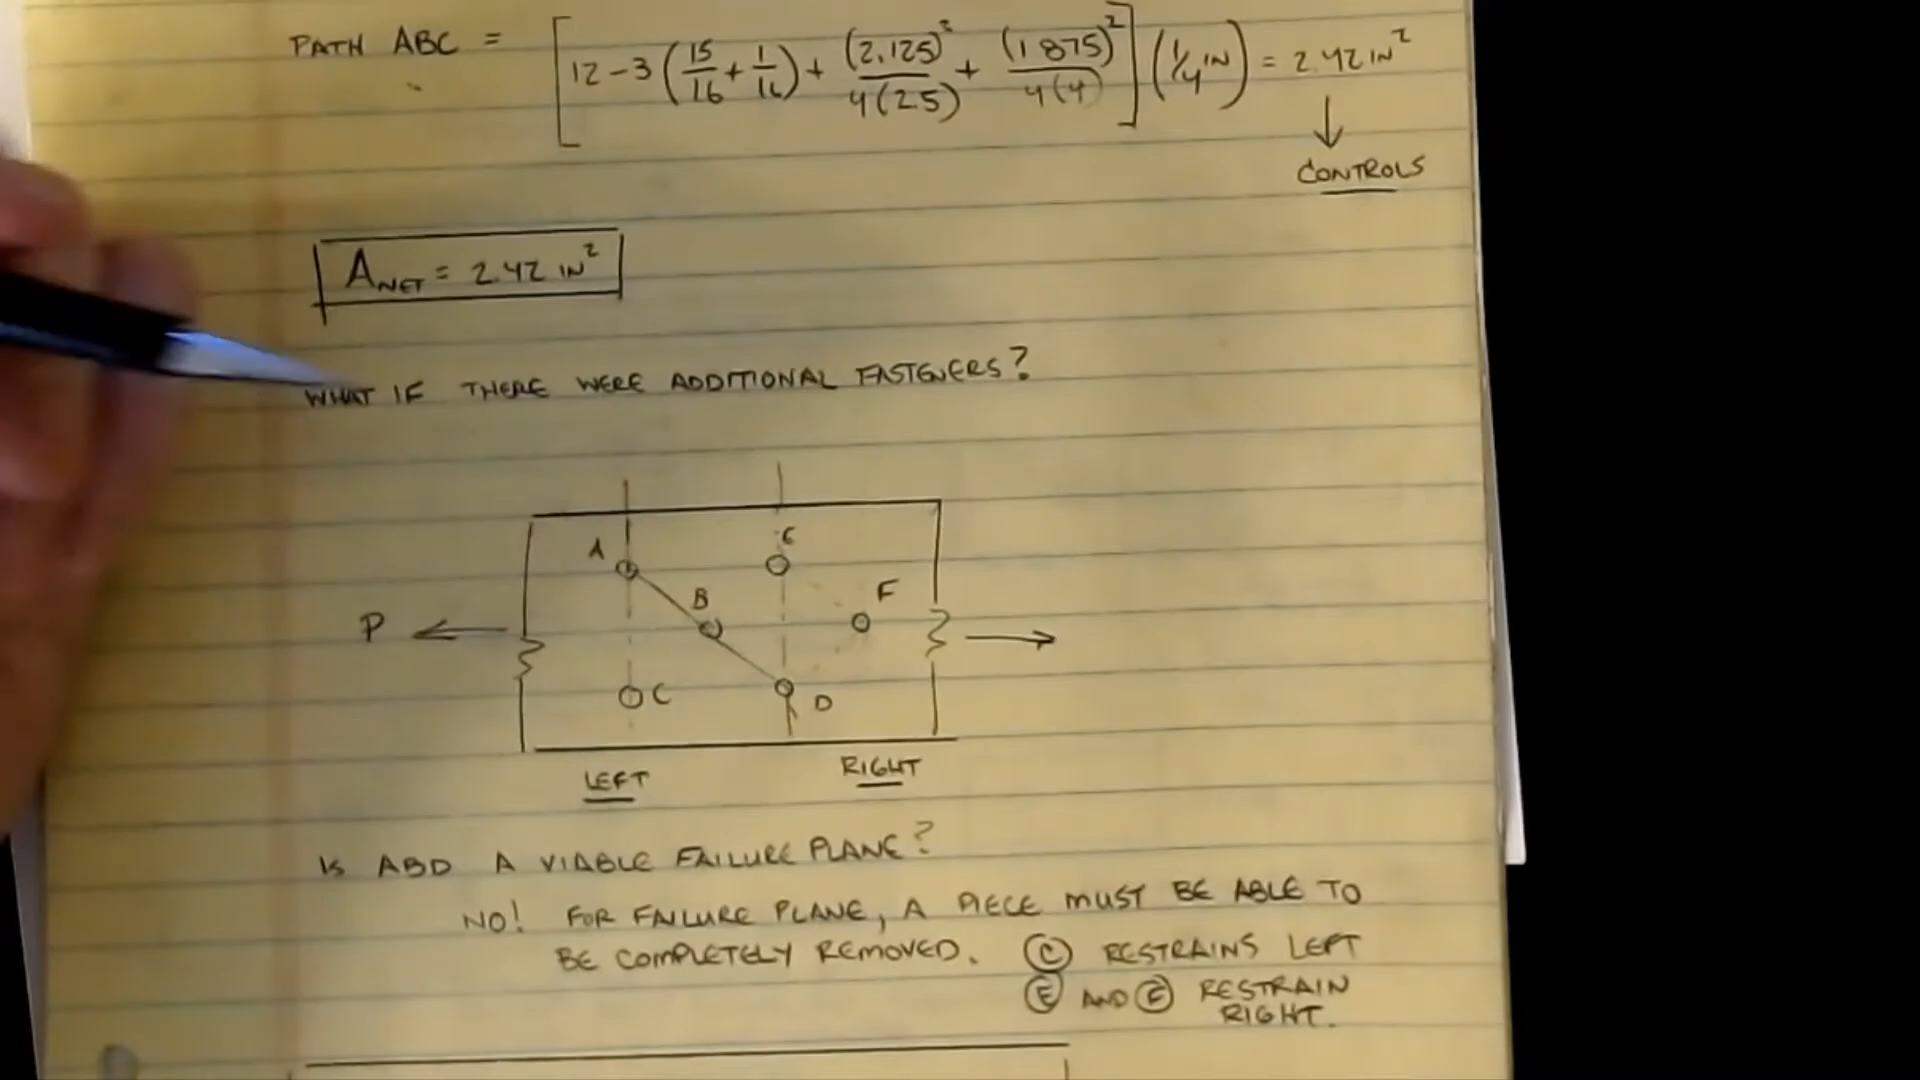 PATH ABC = [12 - 3(15/16 + 1/16) + (2.125)²/4(2.5) + (1.875)²/4(4)] (1/4 IN) = 2.42 IN²
CONTROLS
ANET = 2.42 IN²
WHAT IF THERE WERE ADDITIONAL FASTENERS?
A
E
B
F
P
C
D
LEFT
RIGHT
IS ABD A VIABLE FAILURE PLANE?
NO! FOR FAILURE PLANE, A PIECE MUST BE ABLE TO
BE COMPLETELY REMOVED. C RESTRAINS LEFT
E AND F RESTRAIN
RIGHT.